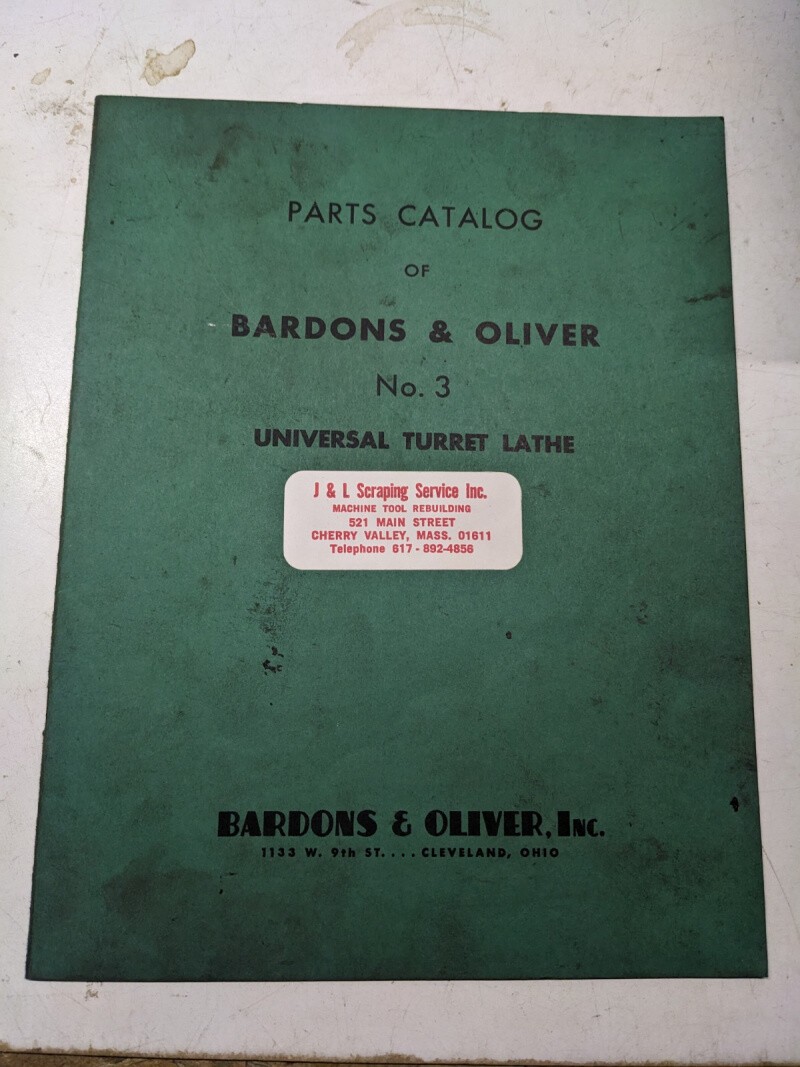 PARTS CATALOG
OF
BARDONS & OLIVER
No. 3
UNIVERSAL TURRET LATHE
J & L Scraping Service Inc.
MACHINE TOOL REBUILDING
521 MAIN STREET
CHERRY VALLEY, MASS. 01611
Telephone 617-892-4856
BARDONS & OLIVER, INC.
1133 W. 9th ST. . . . CLEVELAND, OHIO